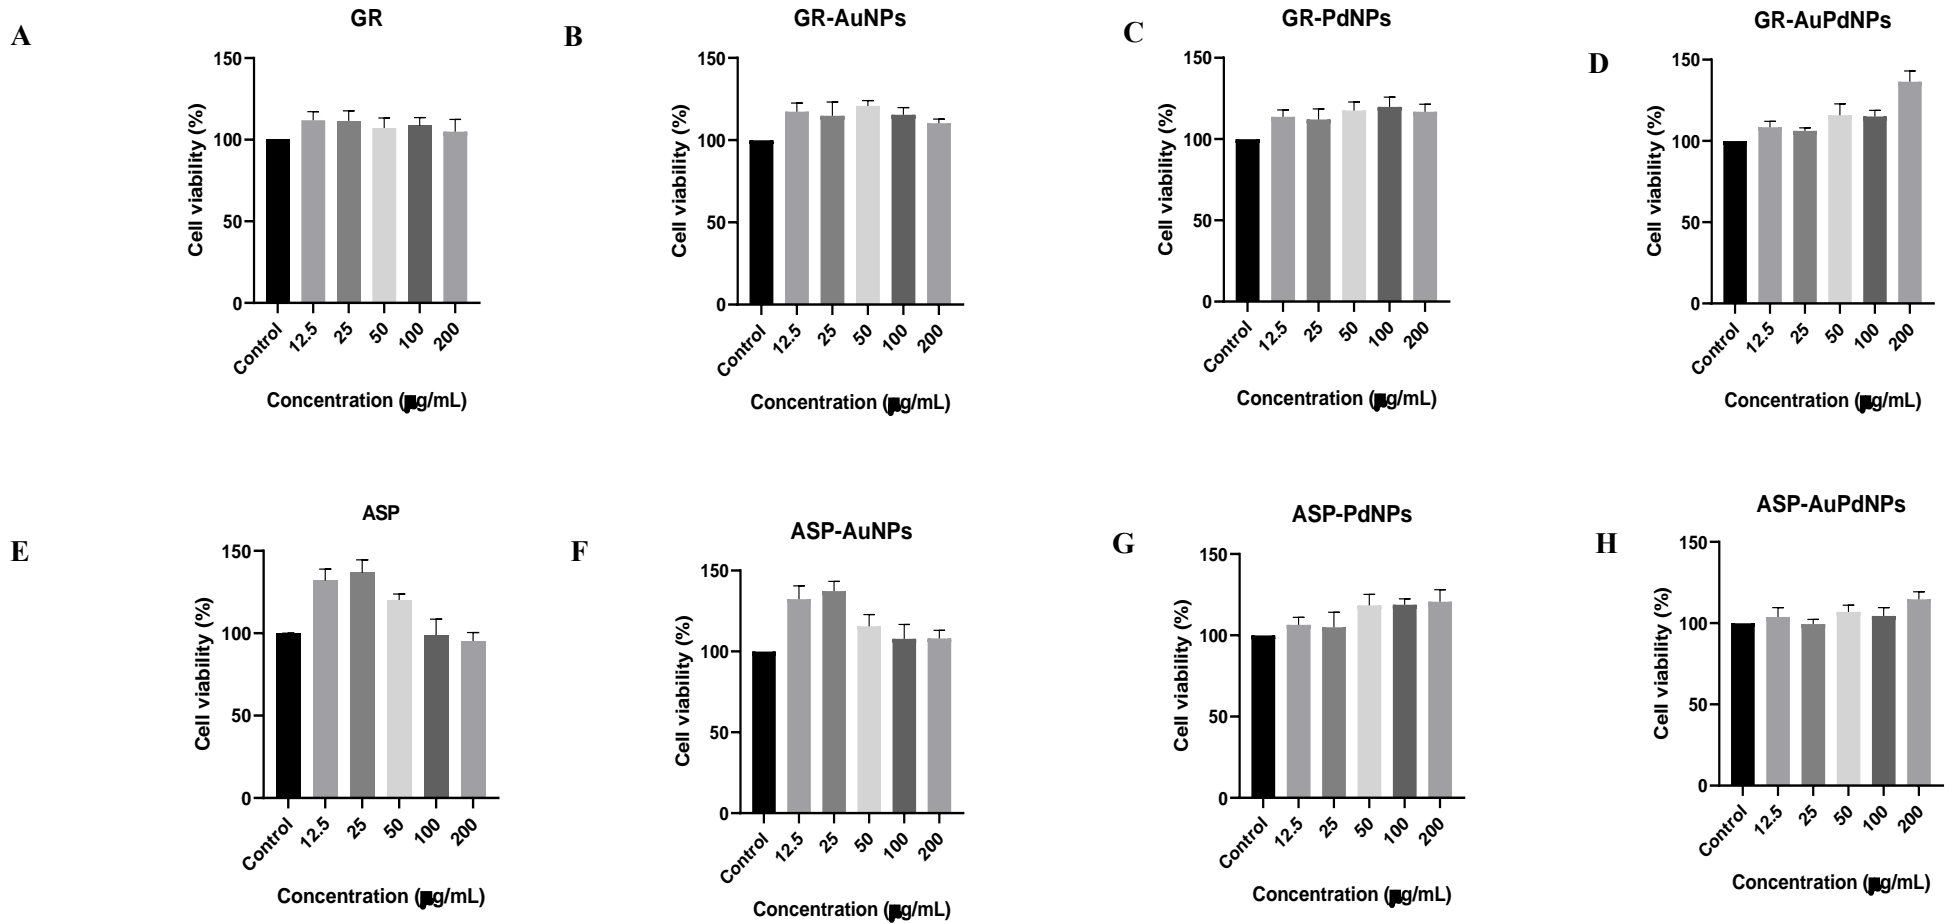 A
GR
Cell viability (%)
150
100
50
0
Control
12.5
25
50
100
200
Concentration (μg/mL)
B
GR-AuNPs
Cell viability (%)
150
100
50
0
Control
12.5
25
50
100
200
Concentration (μg/mL)
C
GR-PdNPs
Cell viability (%)
150
100
50
0
Control
12.5
25
50
100
200
Concentration (μg/mL)
D
GR-AuPdNPs
Cell viability (%)
150
100
50
0
Control
12.5
25
50
100
200
Concentration (μg/mL)
E
ASP
Cell viability (%)
150
100
50
0
Control
12.5
25
50
100
200
Concentration (μg/mL)
F
ASP-AuNPs
Cell viability (%)
150
100
50
0
Control
12.5
25
50
100
200
Concentration (μg/mL)
G
ASP-PdNPs
Cell viability (%)
150
100
50
0
Control
12.5
25
50
100
200
Concentration (μg/mL)
H
ASP-AuPdNPs
Cell viability (%)
150
100
50
0
Control
12.5
25
50
100
200
Concentration (μg/mL)